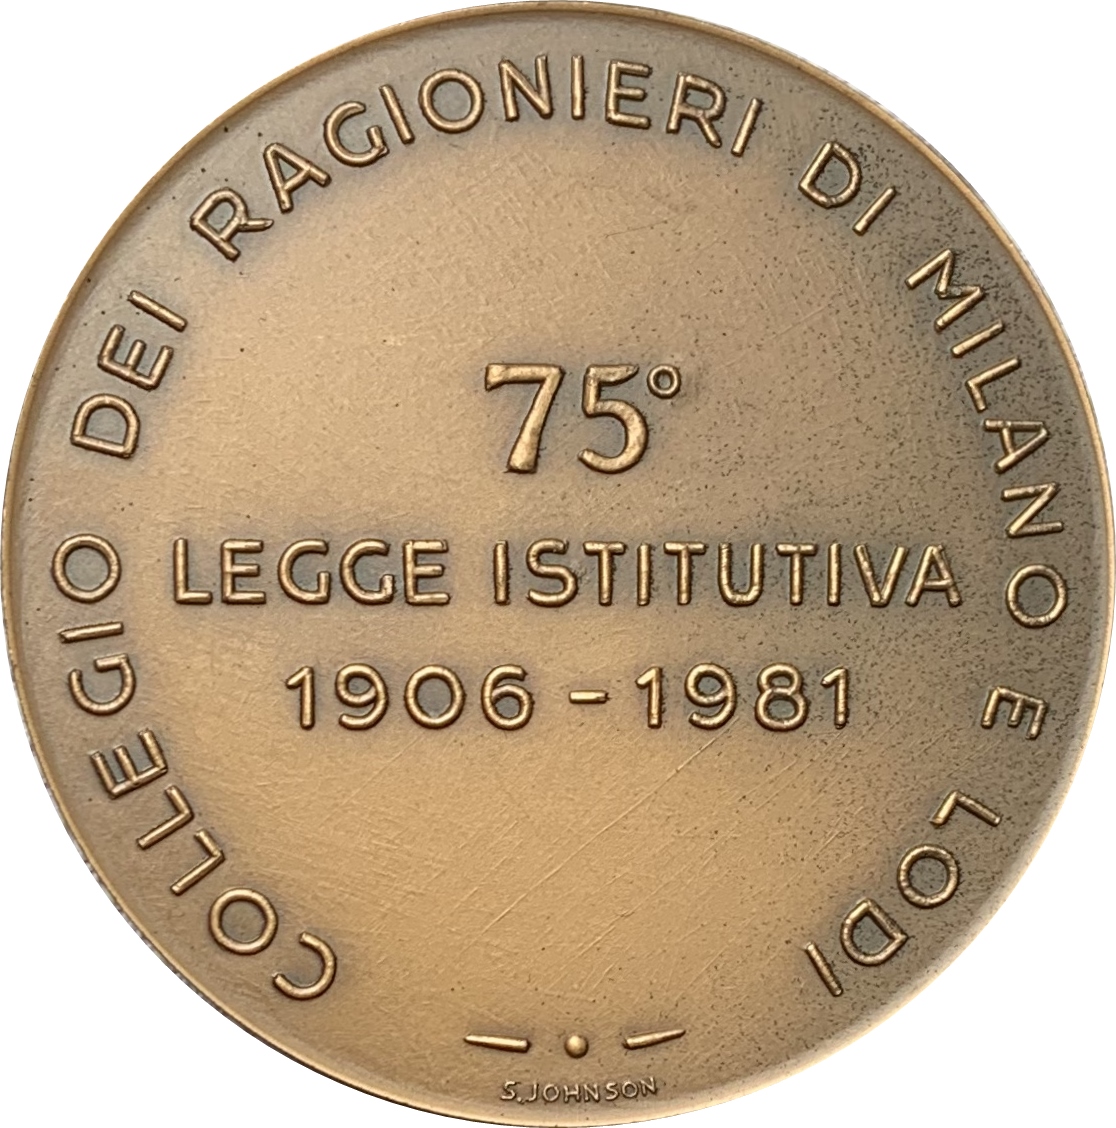 COLLEGIO DEI RAGIONIERI DI MILANO E LODI
75°
LEGGE ISTITUTIVA
1906 - 1981
S.JOHNSON